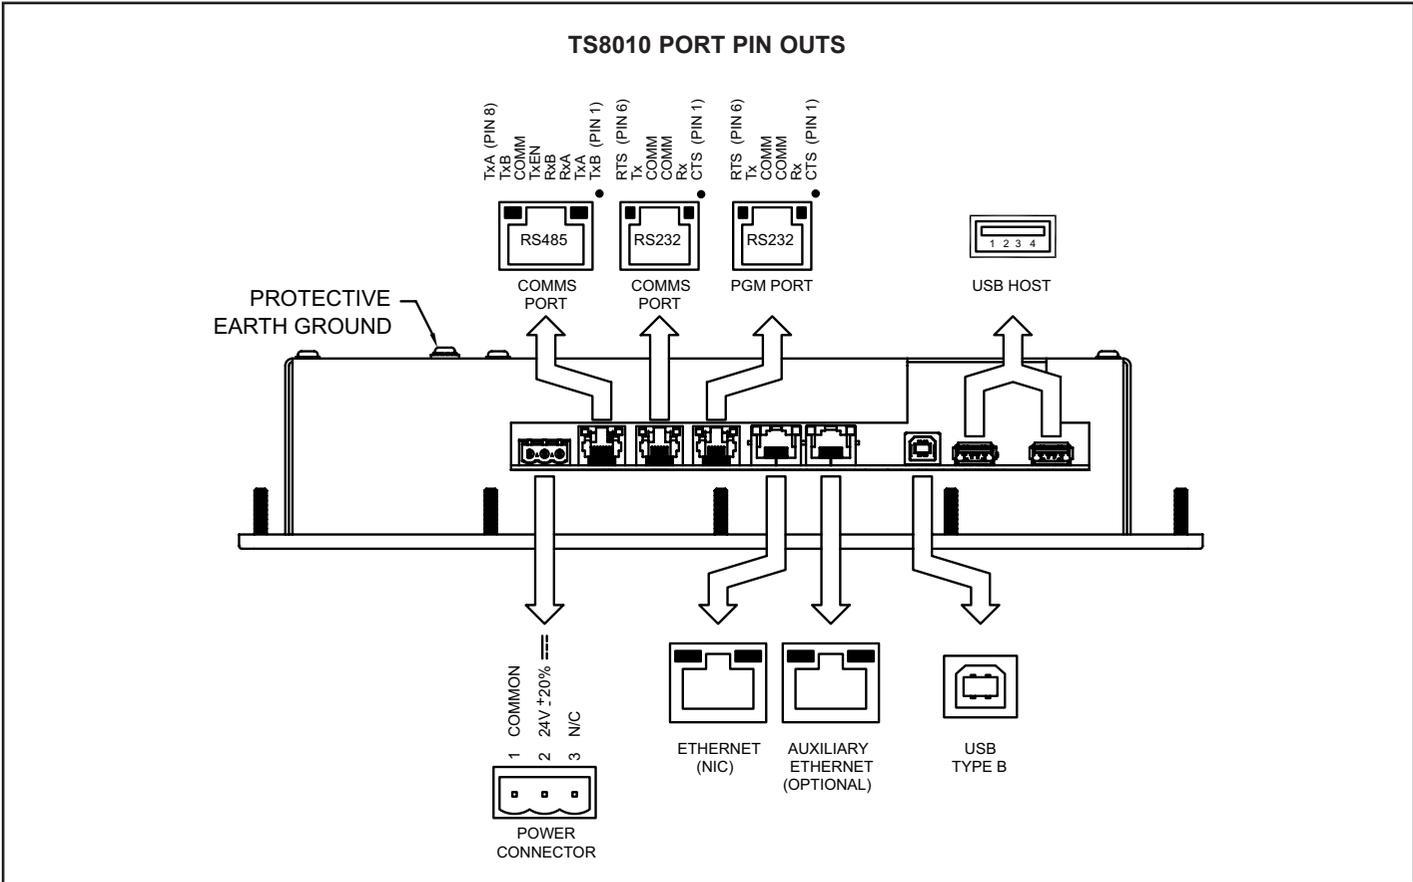 TS8010 PORT PIN OUTS
TxA (PIN 8)
TxB
COMM
TxEN
RxB
RxA
TxA
TxB (PIN 1)
RTS (PIN 6)
Tx
COMM
COMM
Rx
CTS (PIN 1)
RTS (PIN 6)
Tx
COMM
COMM
Rx
CTS (PIN 1)
RS485
RS232
RS232
1 2 3 4
COMMS
PORT
COMMS
PORT
PGM PORT
USB HOST
PROTECTIVE
EARTH GROUND
1 COMMON
2 24V ±20%
3 N/C
POWER
CONNECTOR
ETHERNET
(NIC)
AUXILIARY
ETHERNET
(OPTIONAL)
USB
TYPE B